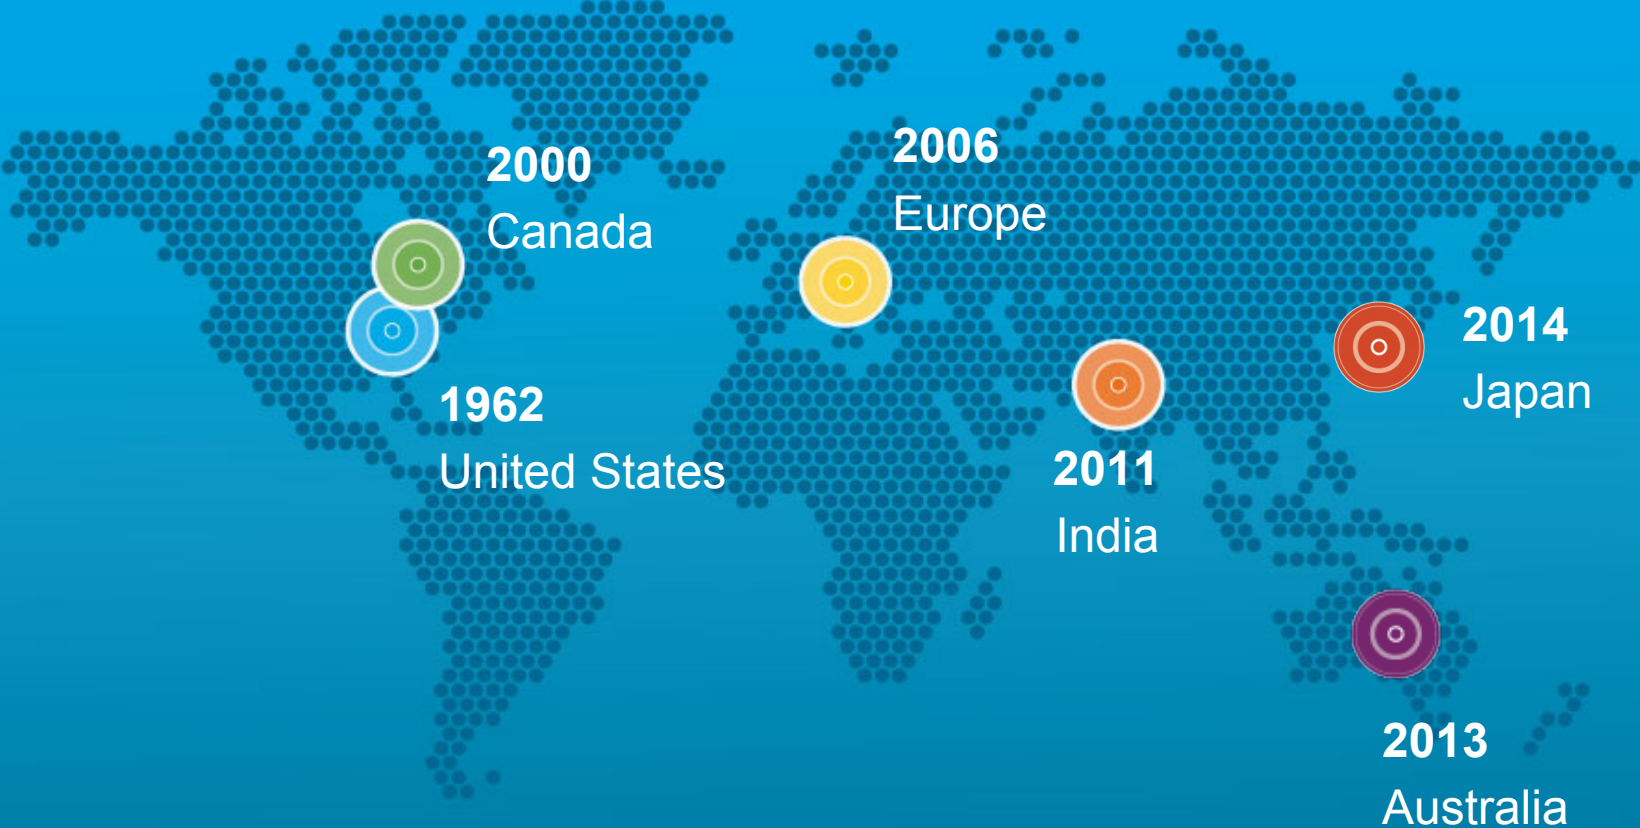 2000
Canada
2006
Europe
1962
United States
2014
Japan
2011
India
2013
Australia